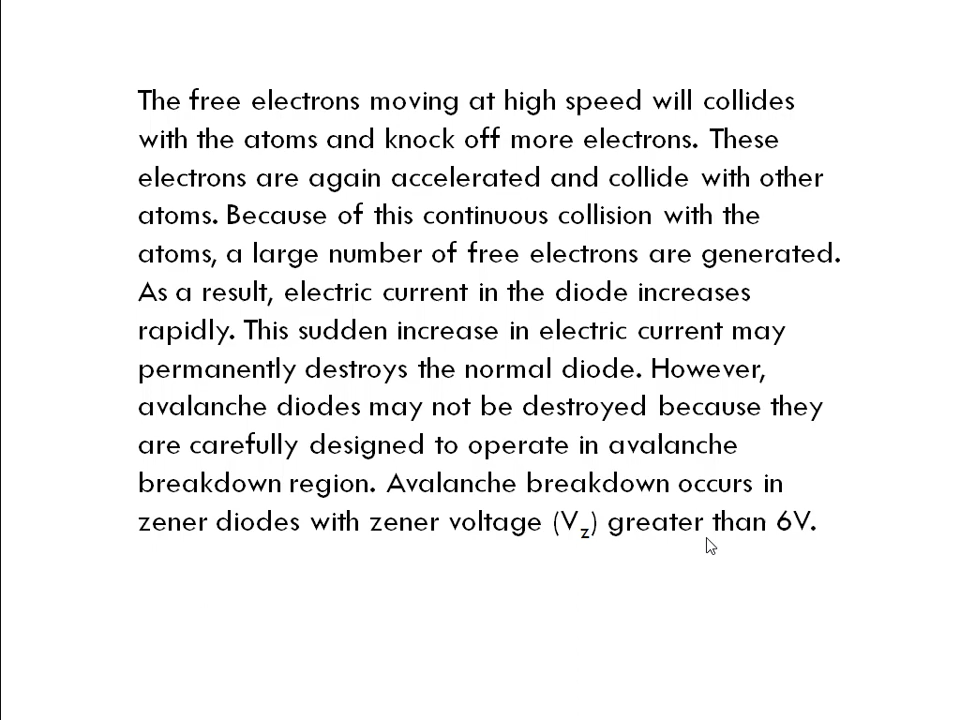 The free electrons moving at high speed will collides
with the atoms and knock off more electrons. These
electrons are again accelerated and collide with other
atoms. Because of this continuous collision with the
atoms, a large number of free electrons are generated.
As a result, electric current in the diode increases
rapidly. This sudden increase in electric current may
permanently destroys the normal diode. However,
avalanche diodes may not be destroyed because they
are carefully designed to operate in avalanche
breakdown region. Avalanche breakdown occurs in
zener diodes with zener voltage (Vz) greater than 6V.